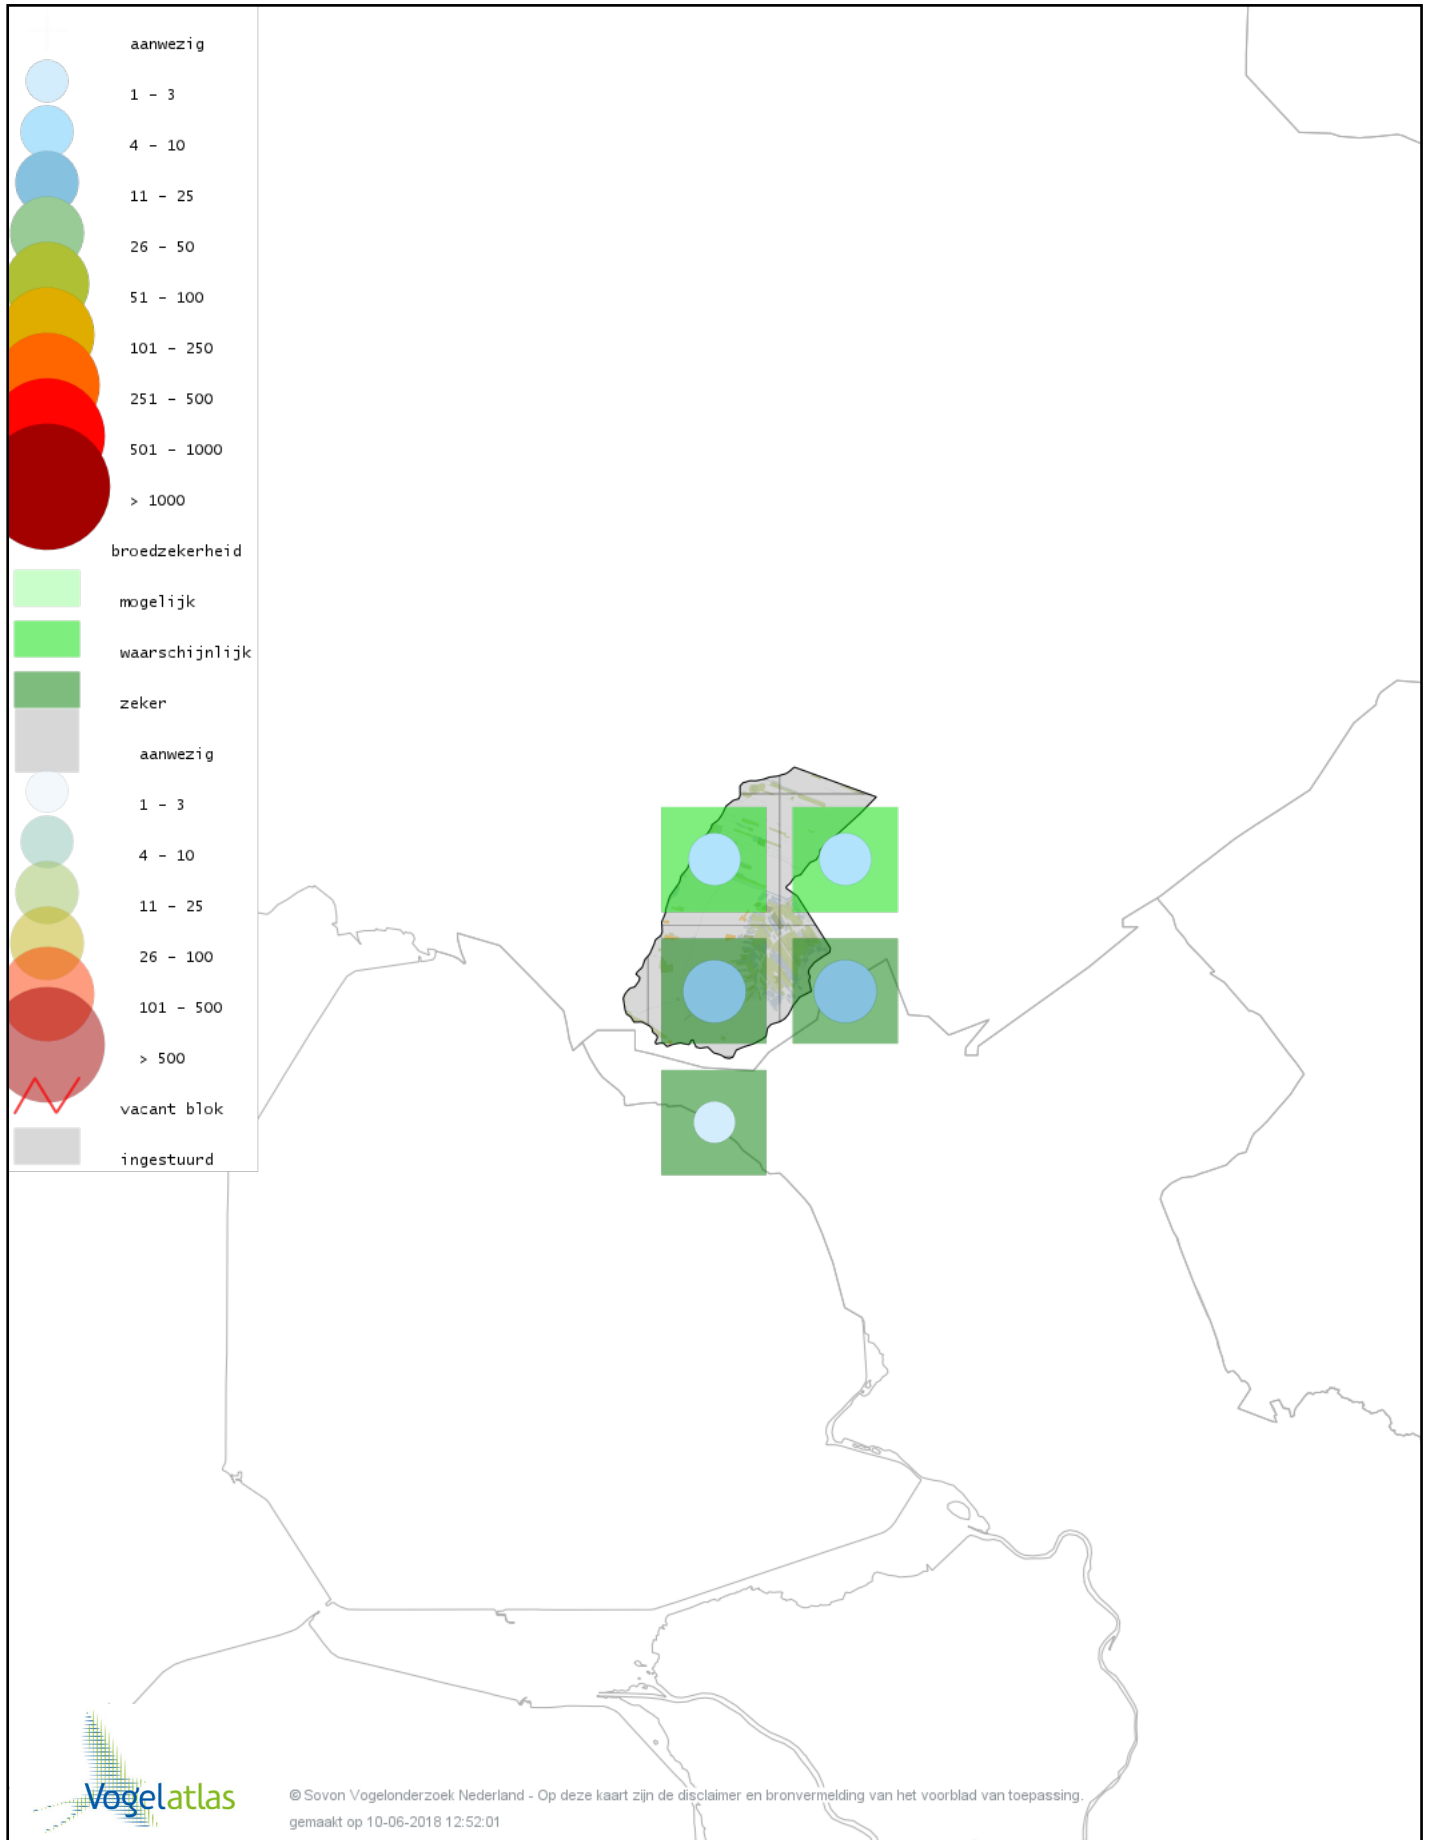 aanwezig
1 - 3
4 - 10
11 - 25
26 - 50
51 - 100
101 - 250
251 - 500
501 - 1000
> 1000
broedzekerheid
mogelijk
waarschijnlijk
zeker
aanwezig
1 - 3
4 - 10
11 - 25
26 - 100
101 - 500
> 500
vacant blok
ingestuurd
Vogelatlas
© Sovon Vogelonderzoek Nederland - Op deze kaart zijn de disclaimer en bronvermelding van het voorblad van toepassing.
gemaakt op 10-06-2018 12:52:01